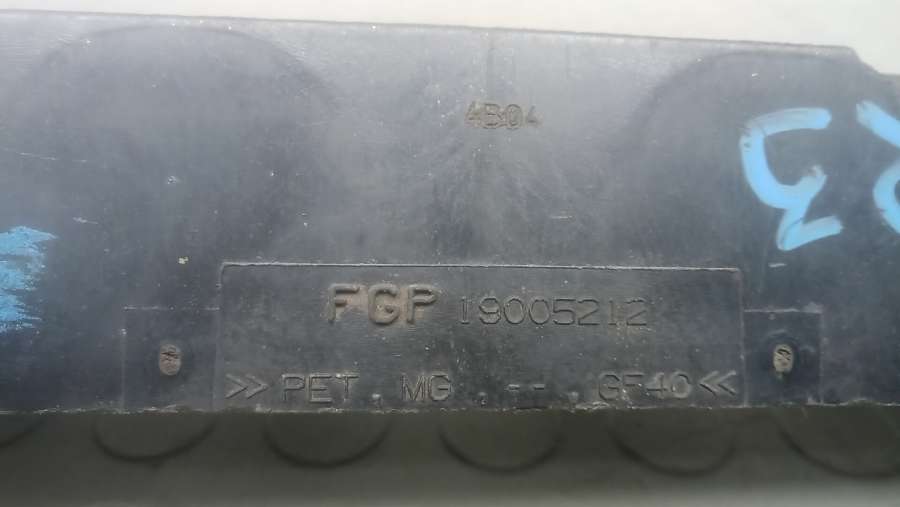 4B04
FGP 19005212
>> PET . MG . -- . GF40 <<